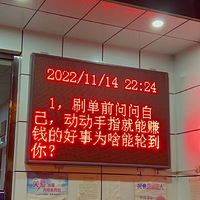 2022/11/14 22:24
1，刷单前问问自
己，动动手指就能赚
钱的好事为啥能轮到
你？